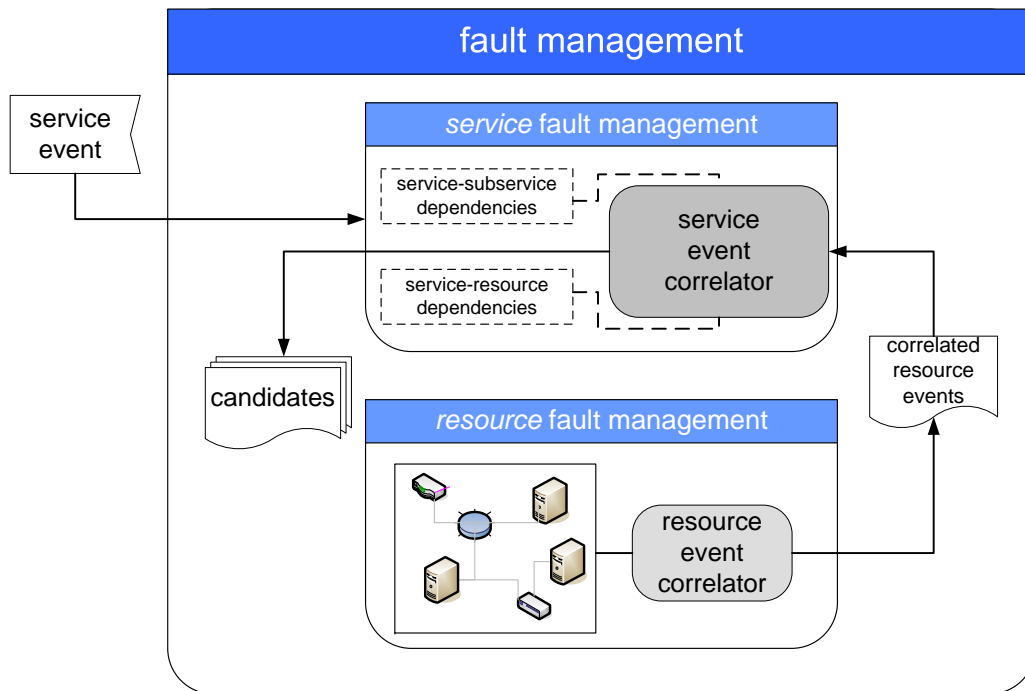 fault management
service
event
service fault management
service-subservice
dependencies
service
event
correlator
service-resource
dependencies
candidates
correlated
resource
events
resource fault management
resource
event
correlator